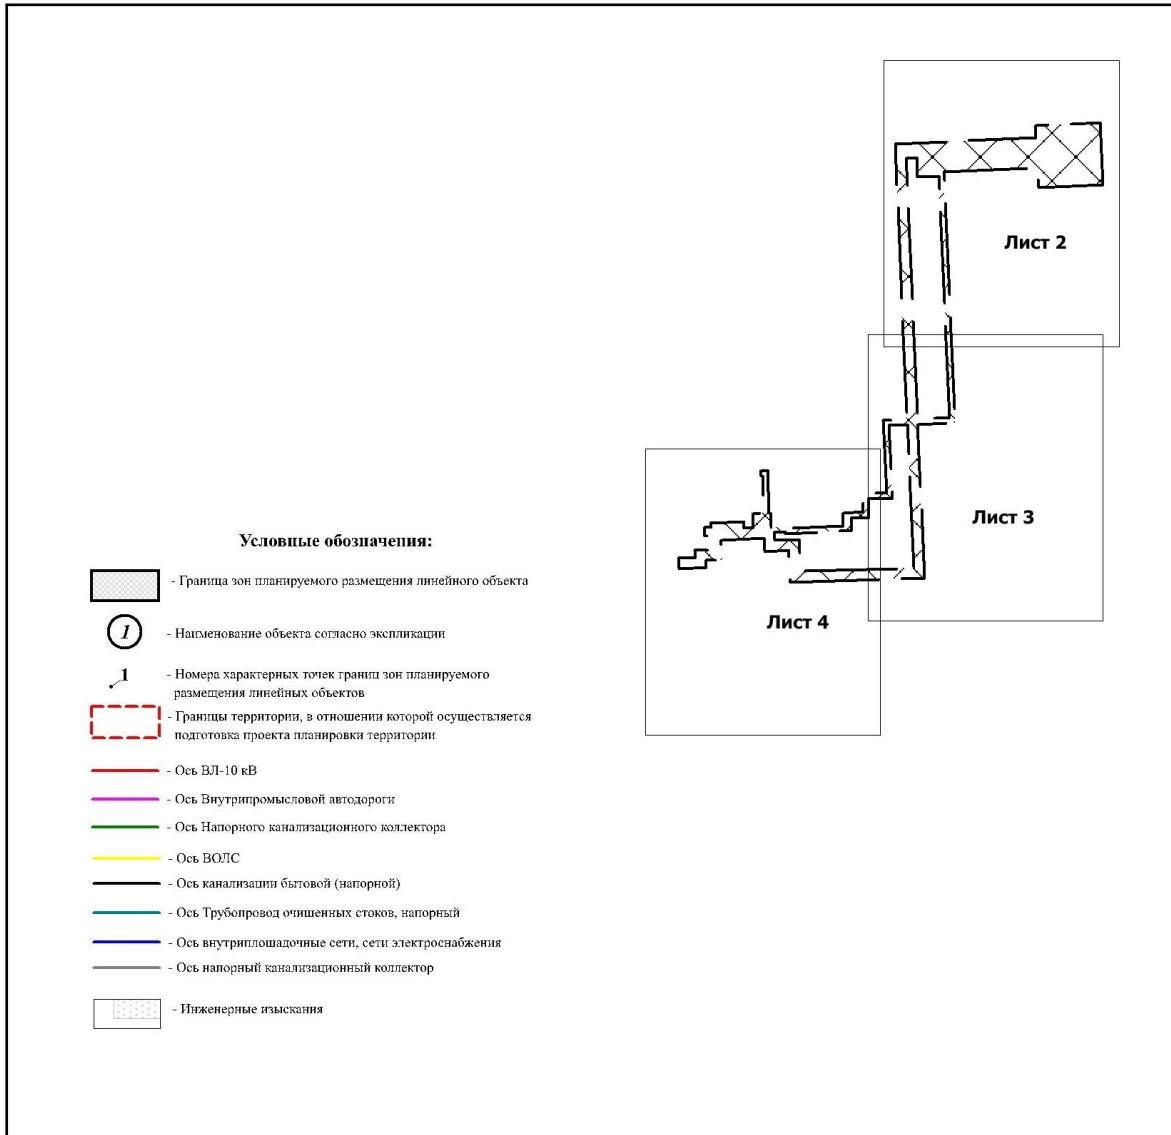 Лист 2
Лист 3
Лист 4
Условные обозначения:
- Граница зон планируемого размещения линейного объекта
1
- Наименование объекта согласно экспликации
1
- Номера характерных точек границ зон планируемого
размещения линейных объектов
- Границы территории, в отношении которой осуществляется
подготовка проекта планировки территории
- Ось ВЛ-10 кВ
- Ось Внутрипромысловой автодороги
- Ось Напорного канализационного коллектора
- Ось ВОЛС
- Ось канализации бытовой (напорной)
- Ось Трубопровод очищенных стоков, напорный
- Ось внутриплощадочные сети, сети электроснабжения
- Ось напорный канализационный коллектор
- Инженерные изыскания